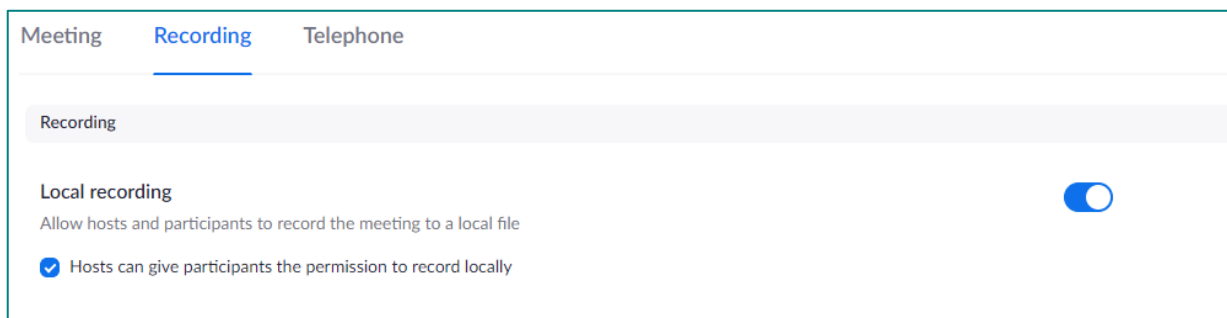 Meeting Recording Telephone
Recording
Local recording
Allow hosts and participants to record the meeting to a local file
Hosts can give participants the permission to record locally